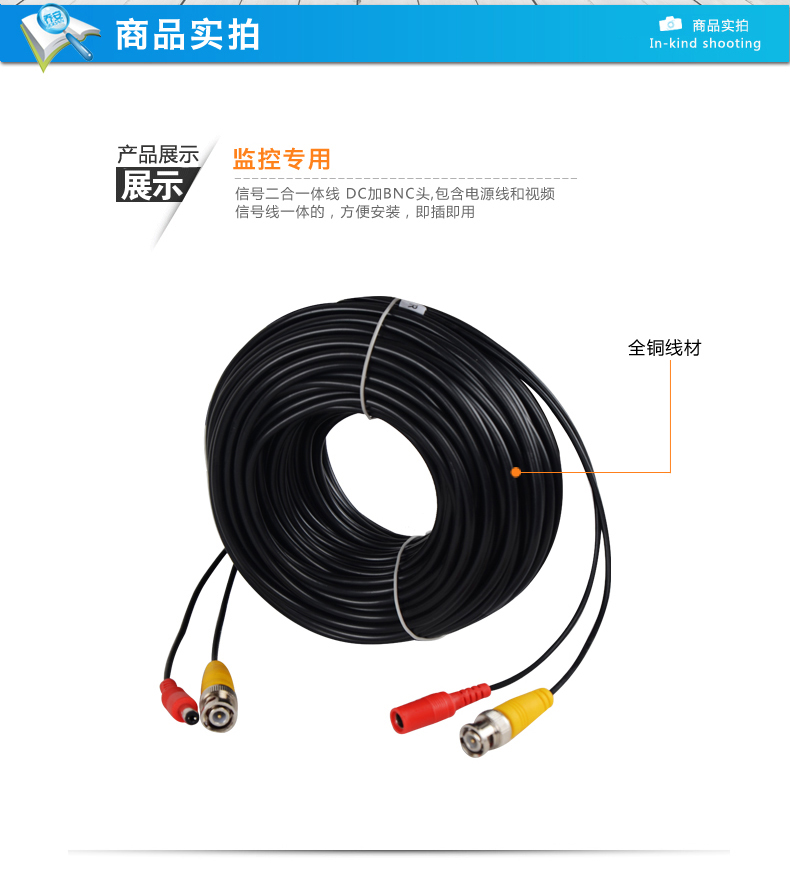 商品实拍
商品实拍
In-kind shooting
产品展示
展示
监控专用
信号二合一体线 DC加BNC头,包含电源线和视频
信号线一体的，方便安装，即插即用
全铜线材